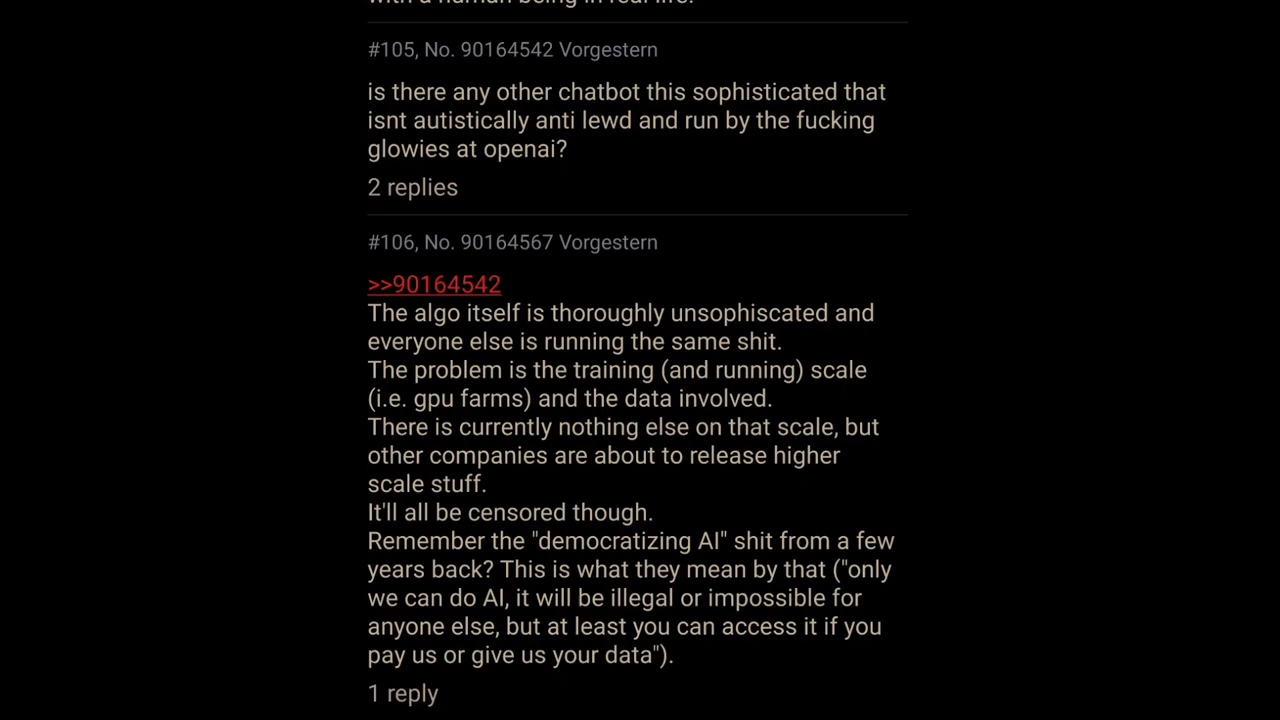 with a human being in real life.
#105, No. 90164542 Vorgestern
is there any other chatbot this sophisticated that
isnt autistically anti lewd and run by the fucking
glowies at openai?
2 replies
#106, No. 90164567 Vorgestern
>>90164542
The algo itself is thoroughly unsophiscated and
everyone else is running the same shit.
The problem is the training (and running) scale
(i.e. gpu farms) and the data involved.
There is currently nothing else on that scale, but
other companies are about to release higher
scale stuff.
It'll all be censored though.
Remember the "democratizing AI" shit from a few
years back? This is what they mean by that ("only
we can do AI, it will be illegal or impossible for
anyone else, but at least you can access it if you
pay us or give us your data").
1 reply